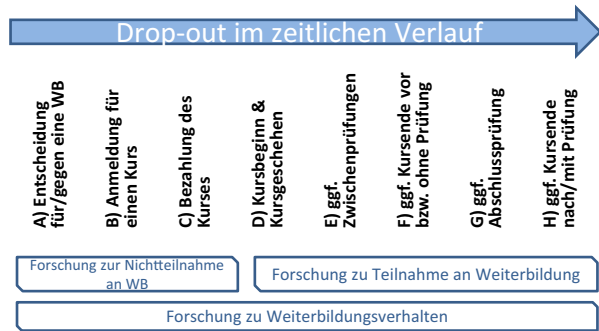 Drop-out im zeitlichen Verlauf
A) Entscheidung
für/gegen eine WB
B) Anmeldung für
einen Kurs
C) Bezahlung des
Kurses
D) Kursbeginn &
Kursgeschehen
E) ggf.
Zwischenprüfungen
F) ggf. Kursende vor
bzw. ohne Prüfung
G) ggf.
Abschlussprüfung
H) ggf. Kursende
nach/mit Prüfung
Forschung zur Nichtteilnahme
an WB
Forschung zu Teilnahme an Weiterbildung
Forschung zu Weiterbildungsverhalten